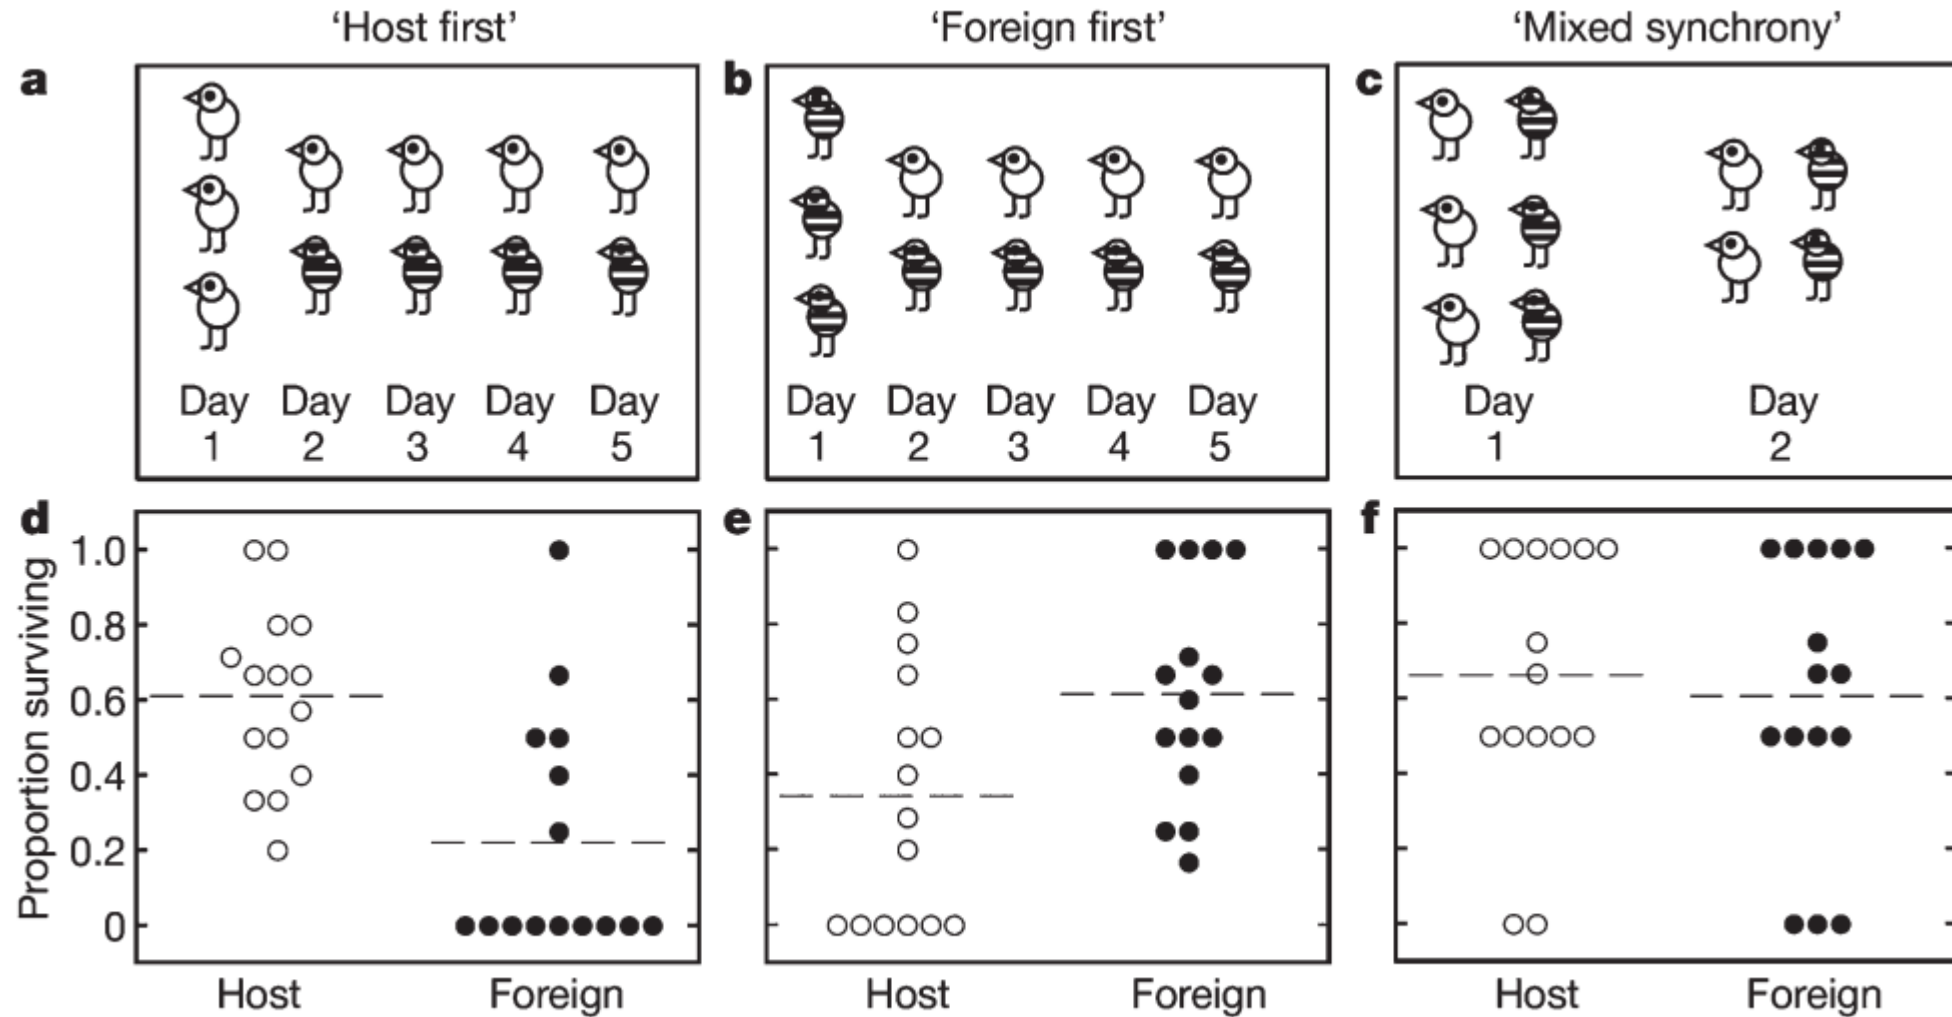 ‘Host first’
‘Foreign first’
‘Mixed synchrony’
a
b
c
Day Day Day Day Day
1 2 3 4 5
Day Day Day Day Day
1 2 3 4 5
Day Day
1 2
d
e
f
Proportion surviving
1.0
0.8
0.6
0.4
0.2
0
Host Foreign
Host Foreign
Host Foreign